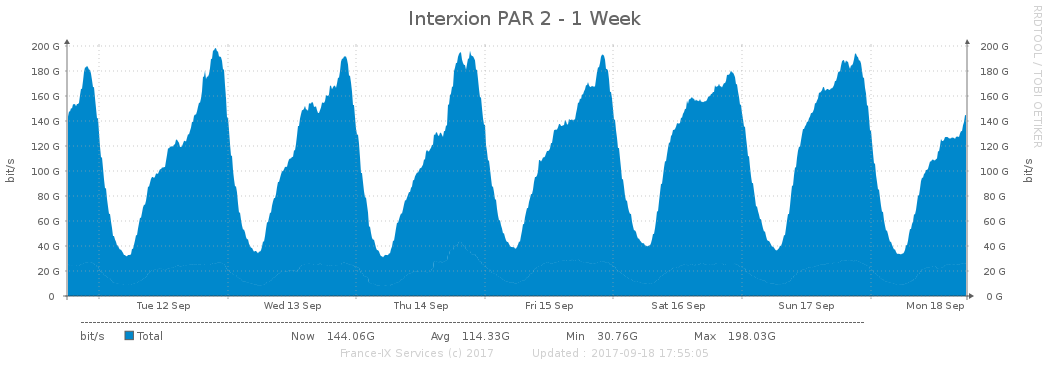 Interxion PAR 2 - 1 Week
RRDTOOL / TOBI OETIKER
bit/s
bit/s
200 G
180 G
160 G
140 G
120 G
100 G
80 G
60 G
40 G
20 G
0
200 G
180 G
160 G
140 G
120 G
100 G
80 G
60 G
40 G
20 G
0 G
Tue 12 Sep Wed 13 Sep Thu 14 Sep Fri 15 Sep Sat 16 Sep Sun 17 Sep Mon 18 Sep
bit/s Total Now 144.06G Avg 114.33G Min 30.76G Max 198.03G
France-IX Services (c) 2017 Updated : 2017-09-18 17:55:05